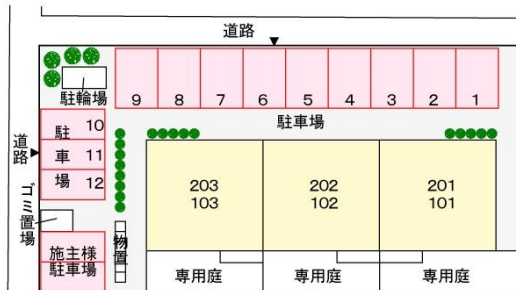 道路
駐輪場
9 8 7 6 5 4 3 2 1
駐車場
道路
駐車場
10
11
12
ゴミ置場
施主様
駐車場
物置
203
103
202
102
201
101
専用庭
専用庭
専用庭